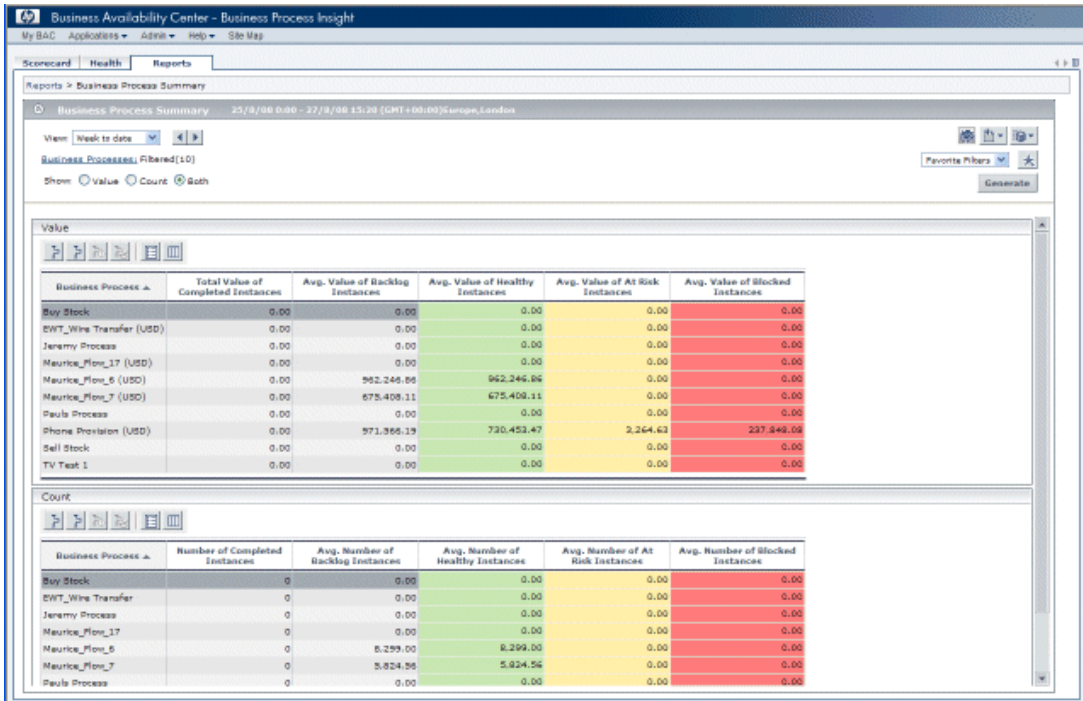 hp Business Availability Center - Business Process Insight
My BAC Applications Admin Help Site Map
Scorecard Health Reports
Reports > Business Process Summary
Business Process Summary 25/8/08 0:00 - 27/8/08 15:20 (GMT+00:00)Europe,London
View: Week to date
Business Processes: Filtered(10)
Favorite Filters
Show: Value Count Both
Generate
Value
Business Process Total Value of Completed Instances Avg. Value of Backlog Instances Avg. Value of Healthy Instances Avg. Value of At Risk Instances Avg. Value of Blocked Instances
Buy Stock 0.00 0.00 0.00 0.00 0.00
EWT_Wire Transfer (USD) 0.00 0.00 0.00 0.00 0.00
Jeremy Process 0.00 0.00 0.00 0.00 0.00
Maurice_Flow_17 (USD) 0.00 0.00 0.00 0.00 0.00
Maurice_Flow_6 (USD) 0.00 962,246.86 962,246.86 0.00 0.00
Maurice_Flow_7 (USD) 0.00 675,408.11 675,408.11 0.00 0.00
Pauls Process 0.00 0.00 0.00 0.00 0.00
Phone Provision (USD) 0.00 971,566.19 730,453.47 3,264.63 237,848.08
Sell Stock 0.00 0.00 0.00 0.00 0.00
TV Test 1 0.00 0.00 0.00 0.00 0.00
Count
Business Process Number of Completed Instances Avg. Number of Backlog Instances Avg. Number of Healthy Instances Avg. Number of At Risk Instances Avg. Number of Blocked Instances
Buy Stock 0 0.00 0.00 0.00 0.00
EWT_Wire Transfer 0 0.00 0.00 0.00 0.00
Jeremy Process 0 0.00 0.00 0.00 0.00
Maurice_Flow_17 0 0.00 0.00 0.00 0.00
Maurice_Flow_6 0 8,299.00 8,299.00 0.00 0.00
Maurice_Flow_7 0 5,824.56 5,824.56 0.00 0.00
Pauls Process 0 0.00 0.00 0.00 0.00